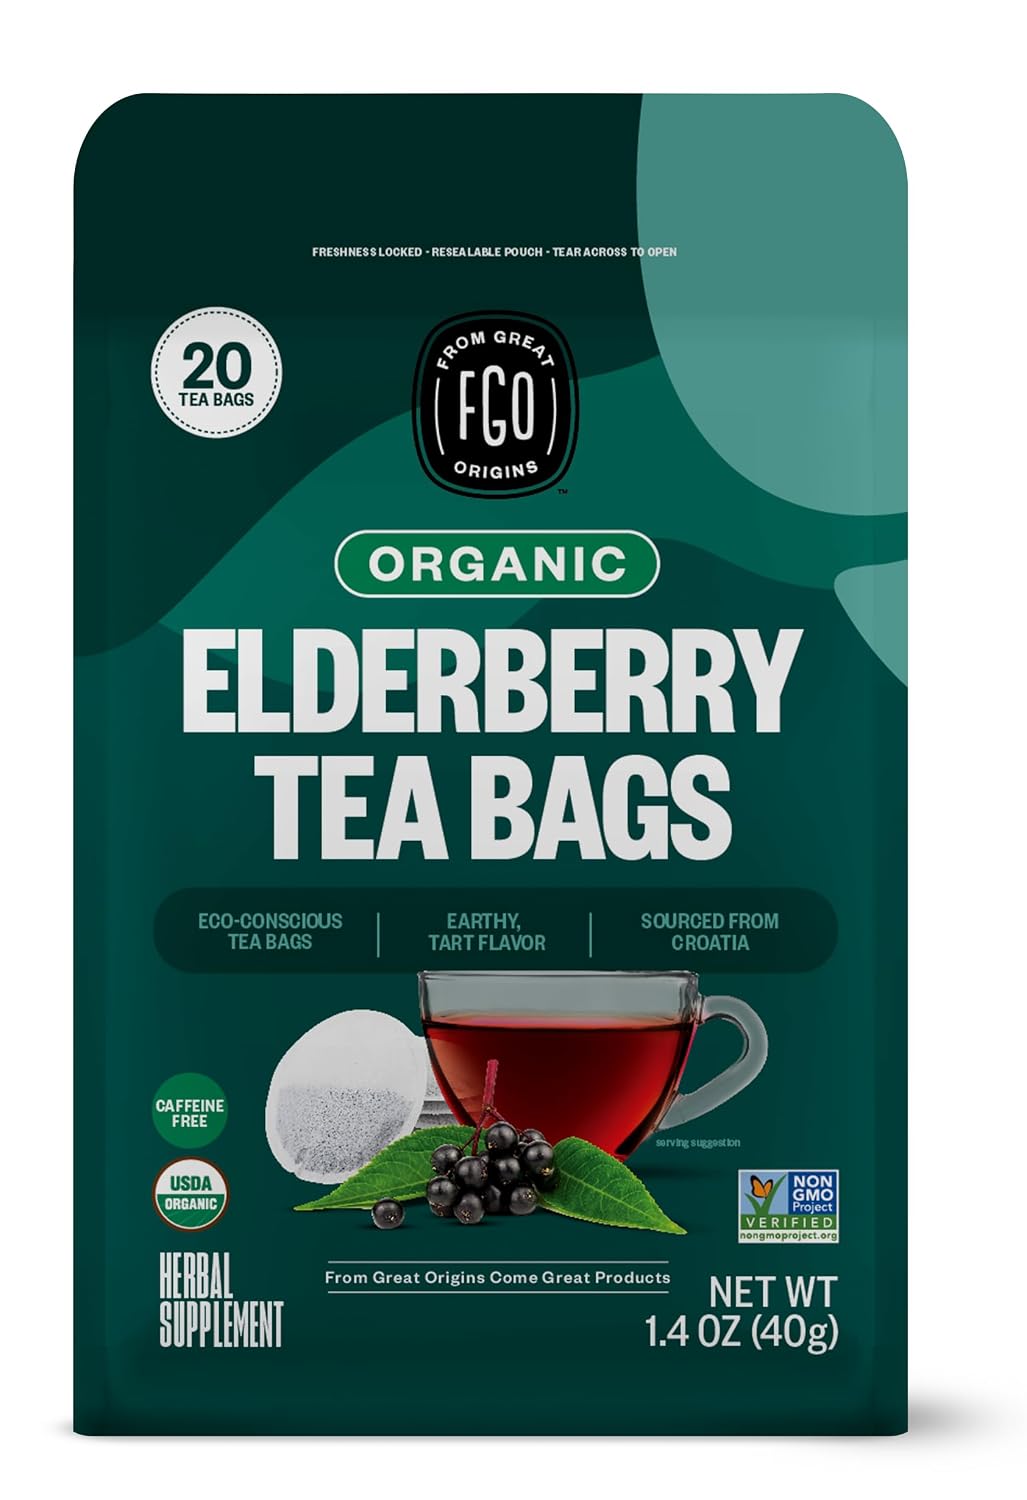 FRESHNESS LOCKED - RESEALABLE POUCH - TEAR ACROSS TO OPEN
20
TEA BAGS
FROM GREAT
FGO
ORIGINS
™
ORGANIC
ELDERBERRY
TEA BAGS
ECO-CONSCIOUS
TEA BAGS
EARTHY,
TART FLAVOR
SOURCED FROM
CROATIA
CAFFEINE
FREE
serving suggestion
USDA
ORGANIC
NON
GMO
Project
VERIFIED
nongmoproject.org
HERBAL
SUPPLEMENT
From Great Origins Come Great Products
NET WT
1.4 OZ (40g)